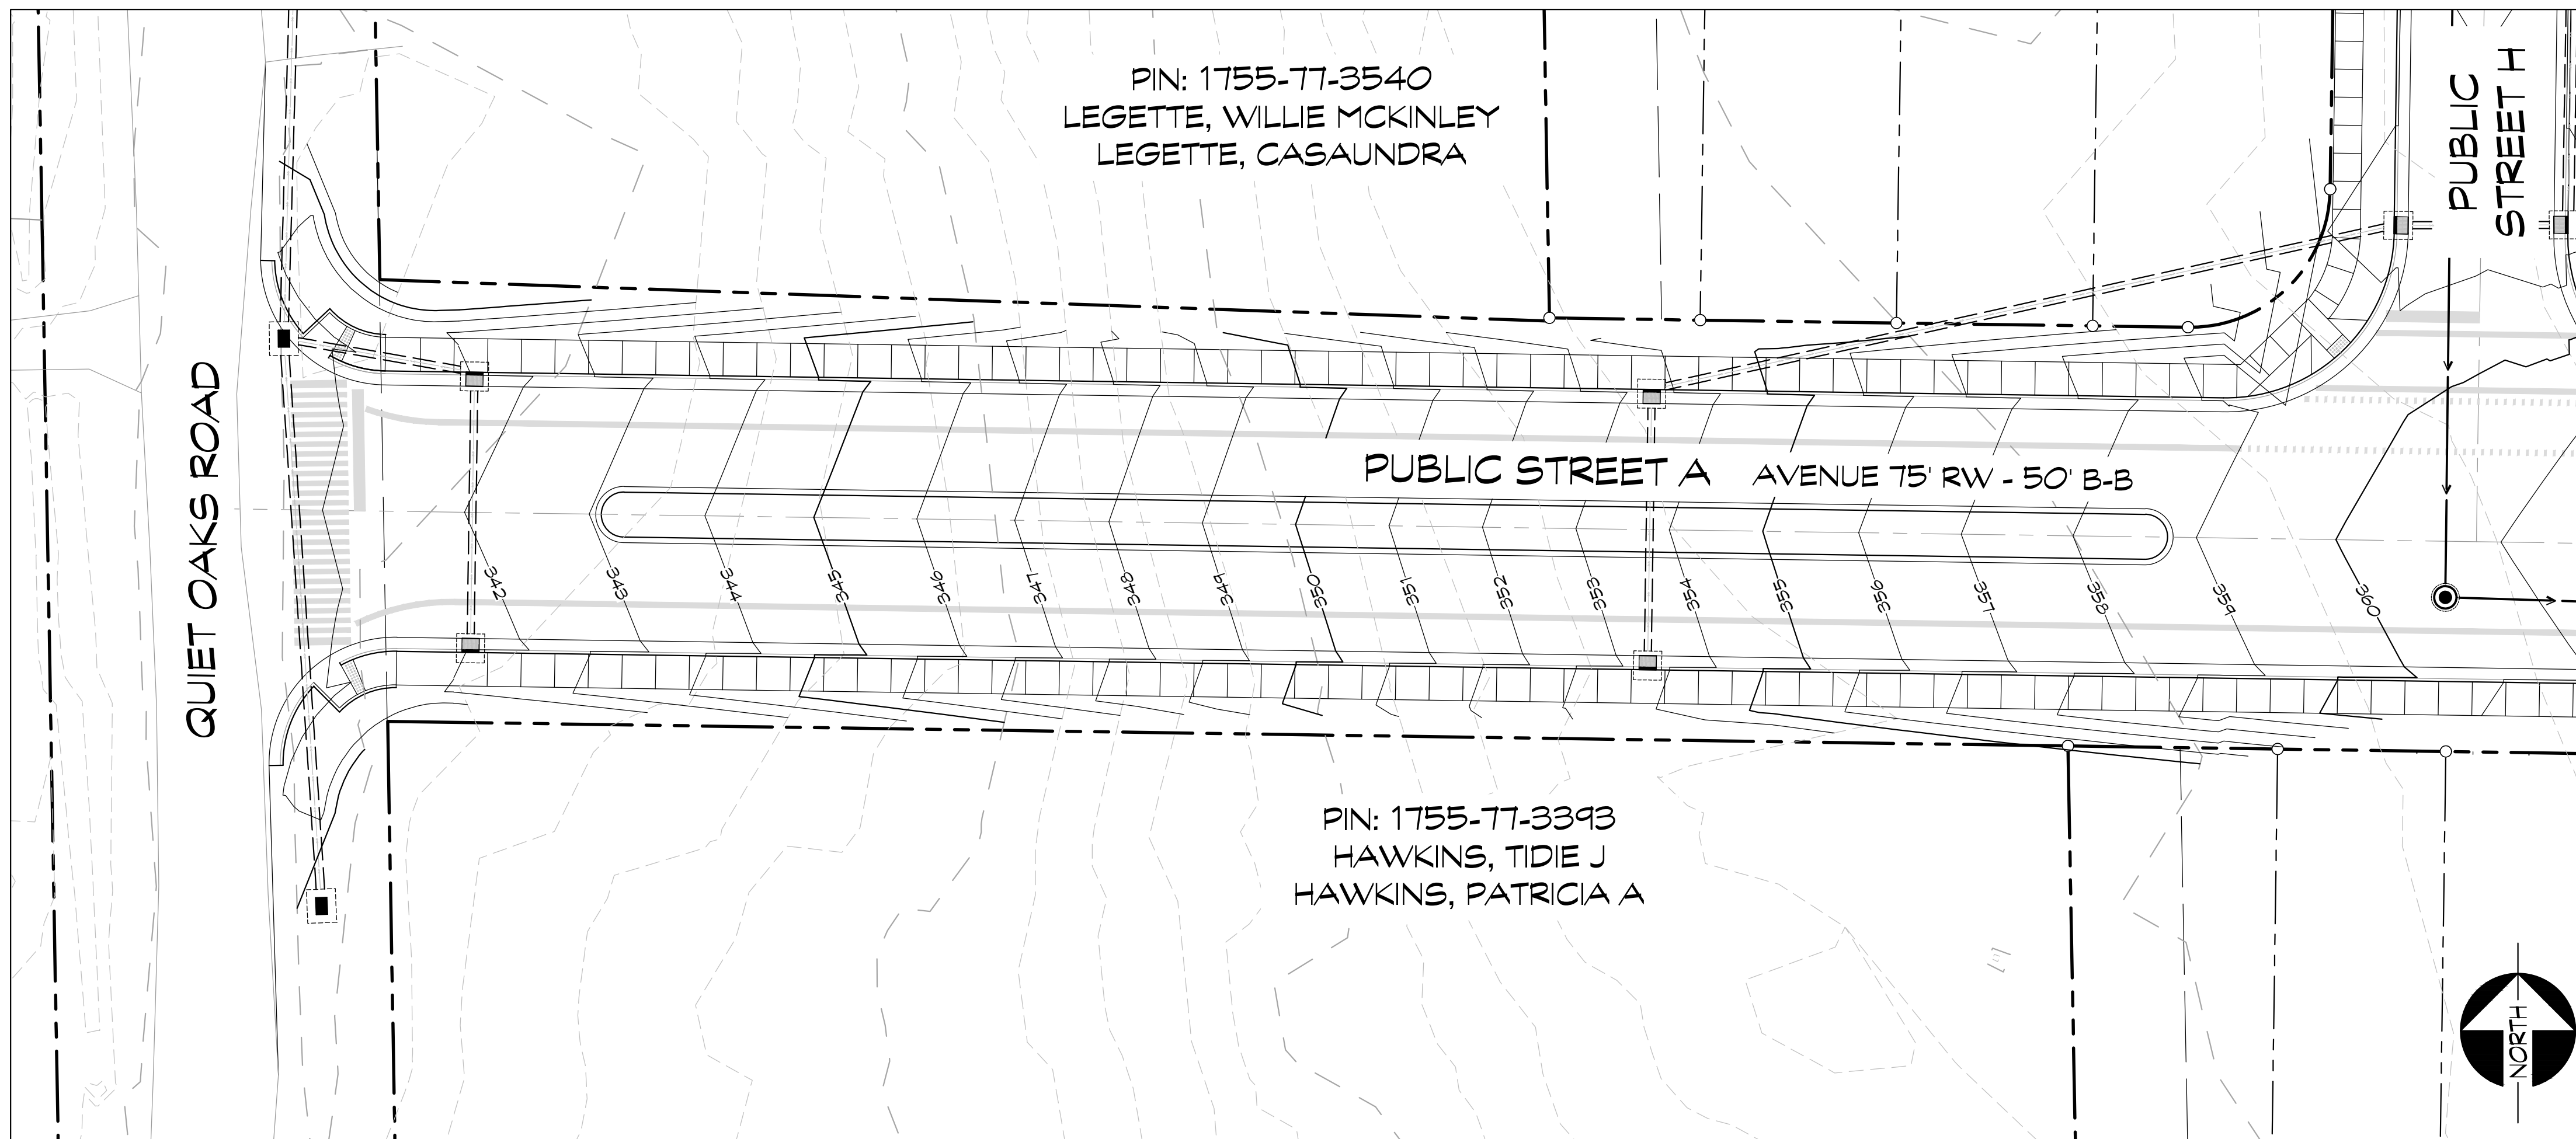 PIN: 1755-77-3540
LEGETTE, WILLIE MCKINLEY
LEGETTE, CASAUNDRA
PUBLIC
STREET H
QUIET OAKS ROAD
PUBLIC STREET A AVENUE 75' RW - 50' B-B
342
343
344
345
346
347
348
349
350
351
352
353
354
355
356
357
358
359
360
PIN: 1755-77-3393
HAWKINS, TIDIE J
HAWKINS, PATRICIA A
NORTH